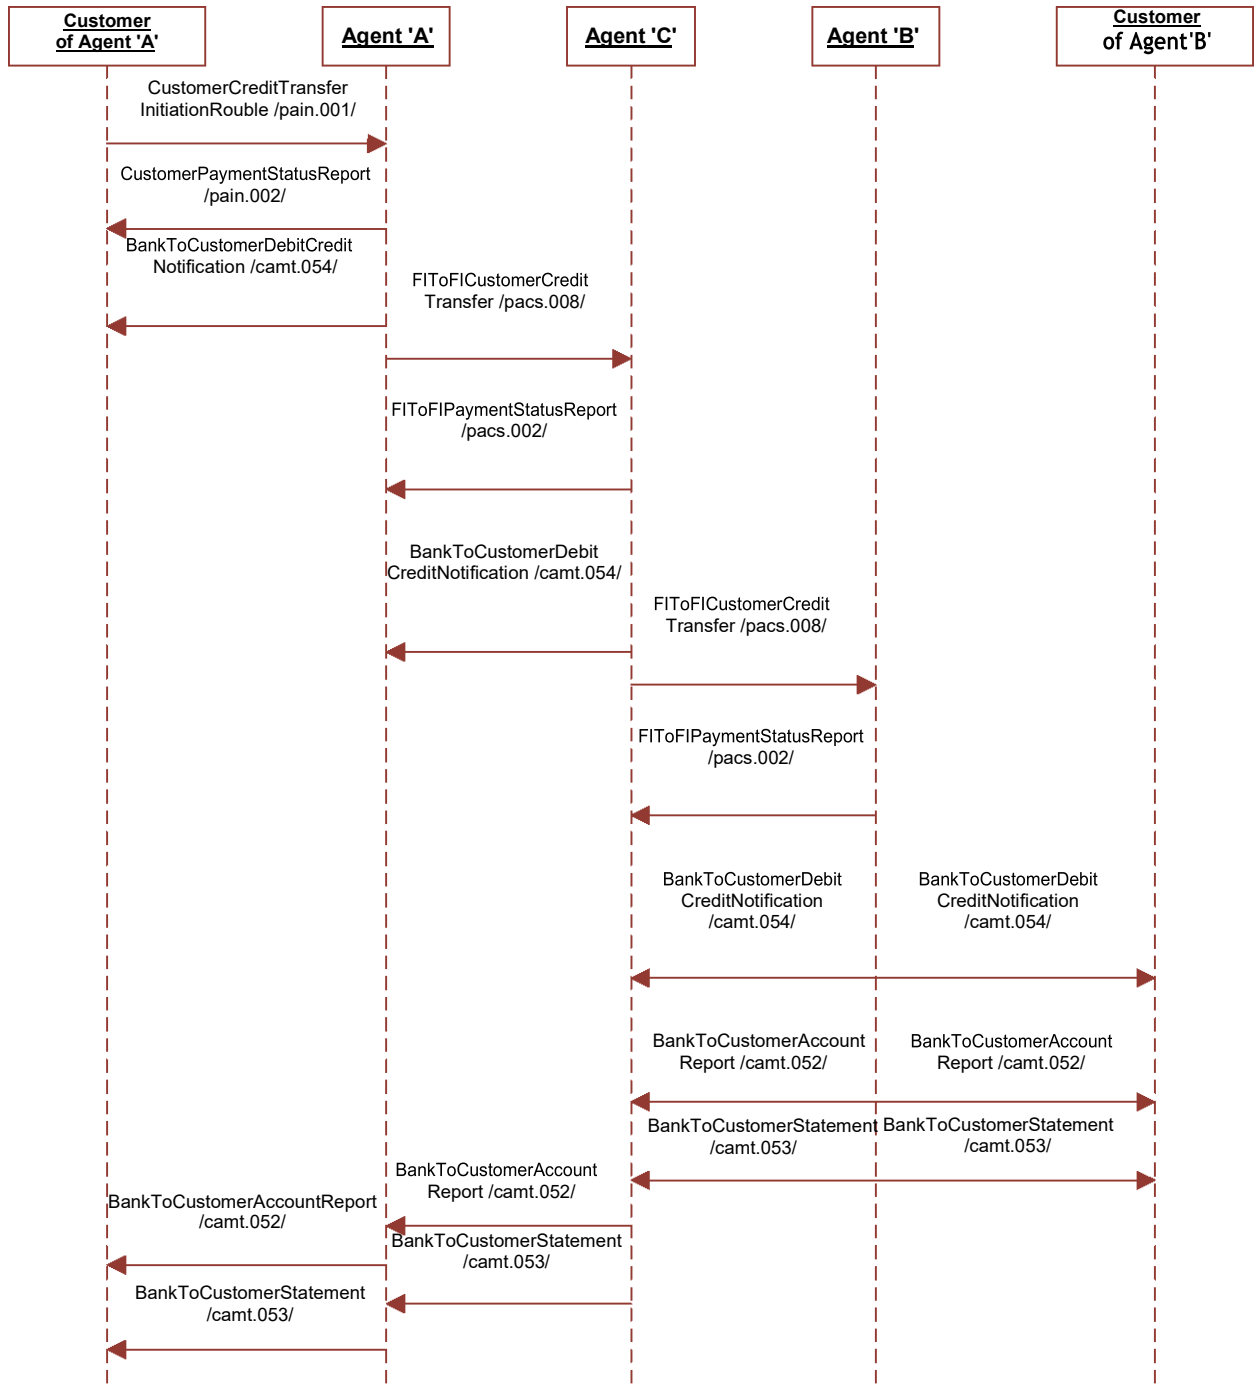 Customer
of Agent 'A'
Agent 'A'
Agent 'C'
Agent 'B'
Customer
of Agent'B'
CustomerCreditTransfer
InitiationRouble /pain.001/
CustomerPaymentStatusReport
/pain.002/
BankToCustomerDebitCredit
Notification /camt.054/
FIToFICustomerCredit
Transfer /pacs.008/
FIToFIPaymentStatusReport
/pacs.002/
BankToCustomerDebit
CreditNotification /camt.054/
FIToFICustomerCredit
Transfer /pacs.008/
FIToFIPaymentStatusReport
/pacs.002/
BankToCustomerDebit
CreditNotification
/camt.054/
BankToCustomerDebit
CreditNotification
/camt.054/
BankToCustomerAccount
Report /camt.052/
BankToCustomerAccount
Report /camt.052/
BankToCustomerStatement
/camt.053/
BankToCustomerStatement
/camt.053/
BankToCustomerAccount
Report /camt.052/
BankToCustomerAccountReport
/camt.052/
BankToCustomerStatement
/camt.053/
BankToCustomerStatement
/camt.053/